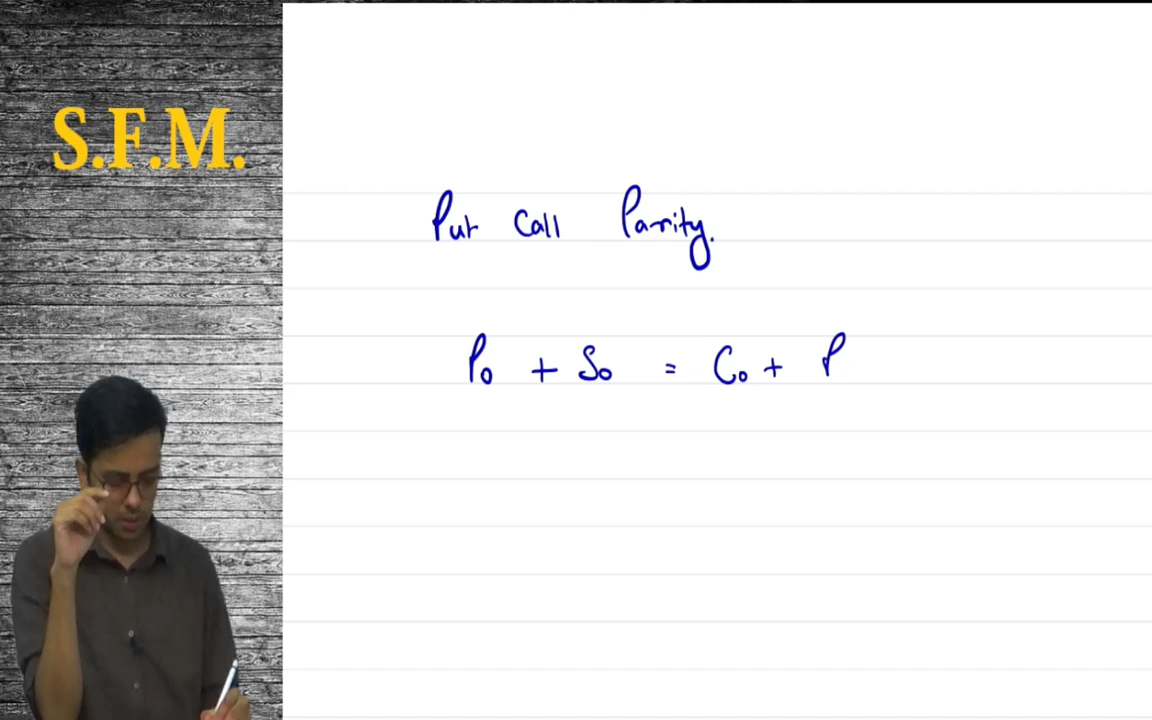 S.F.M.
Put Call Parity.
P₀ + S₀ = C₀ + P